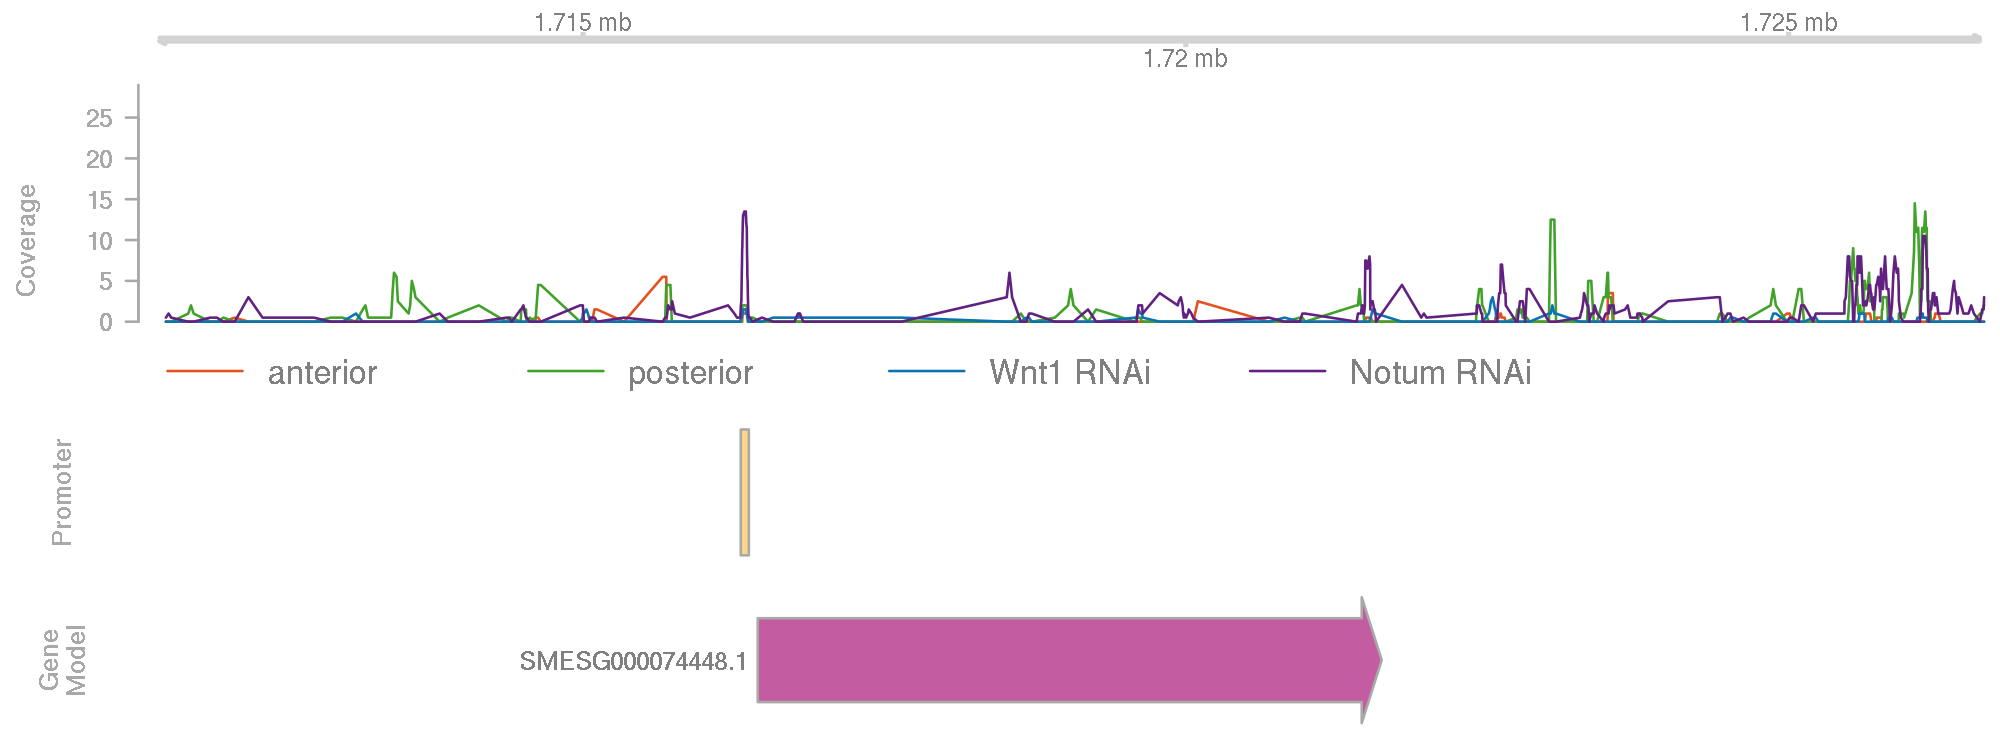 1.715 mb
1.725 mb
1.72 mb
Coverage
25
20
15
10
5
0
anterior
posterior
Wnt1 RNAi
Notum RNAi
Promoter
Gene
Model
SMESG000074448.1